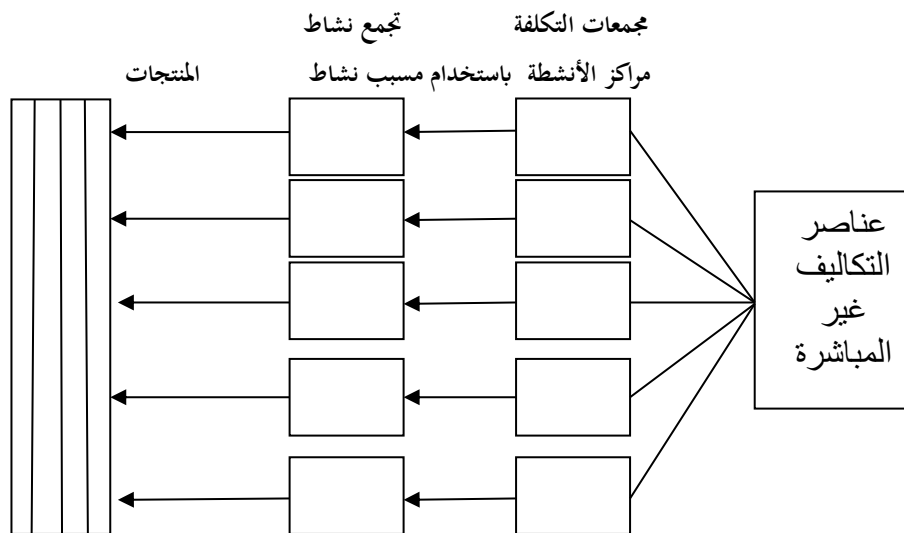 مجمعات التكلفة
مراكز الأنشطة
تجمع نشاط
باستخدام مسبب نشاط
المنتجات
عناصر
التكاليف
غير
المباشرة